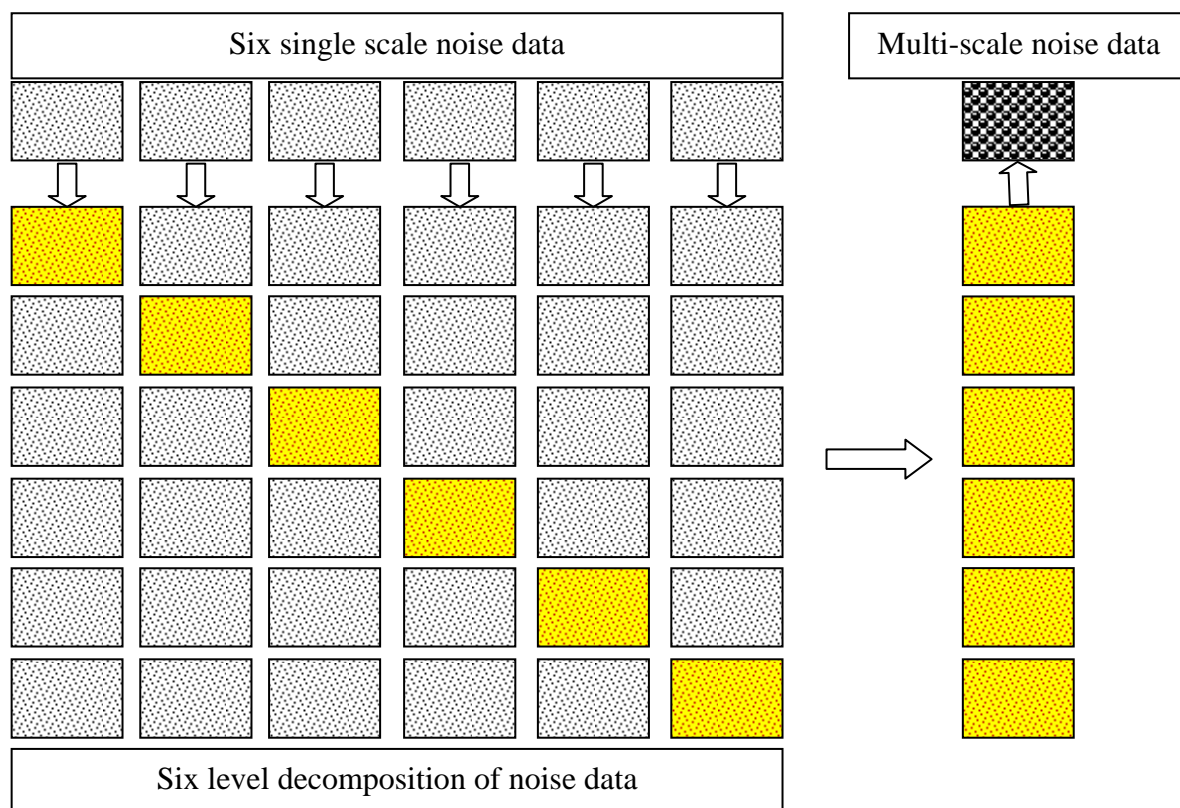 Six single scale noise data
Multi-scale noise data
Six level decomposition of noise data